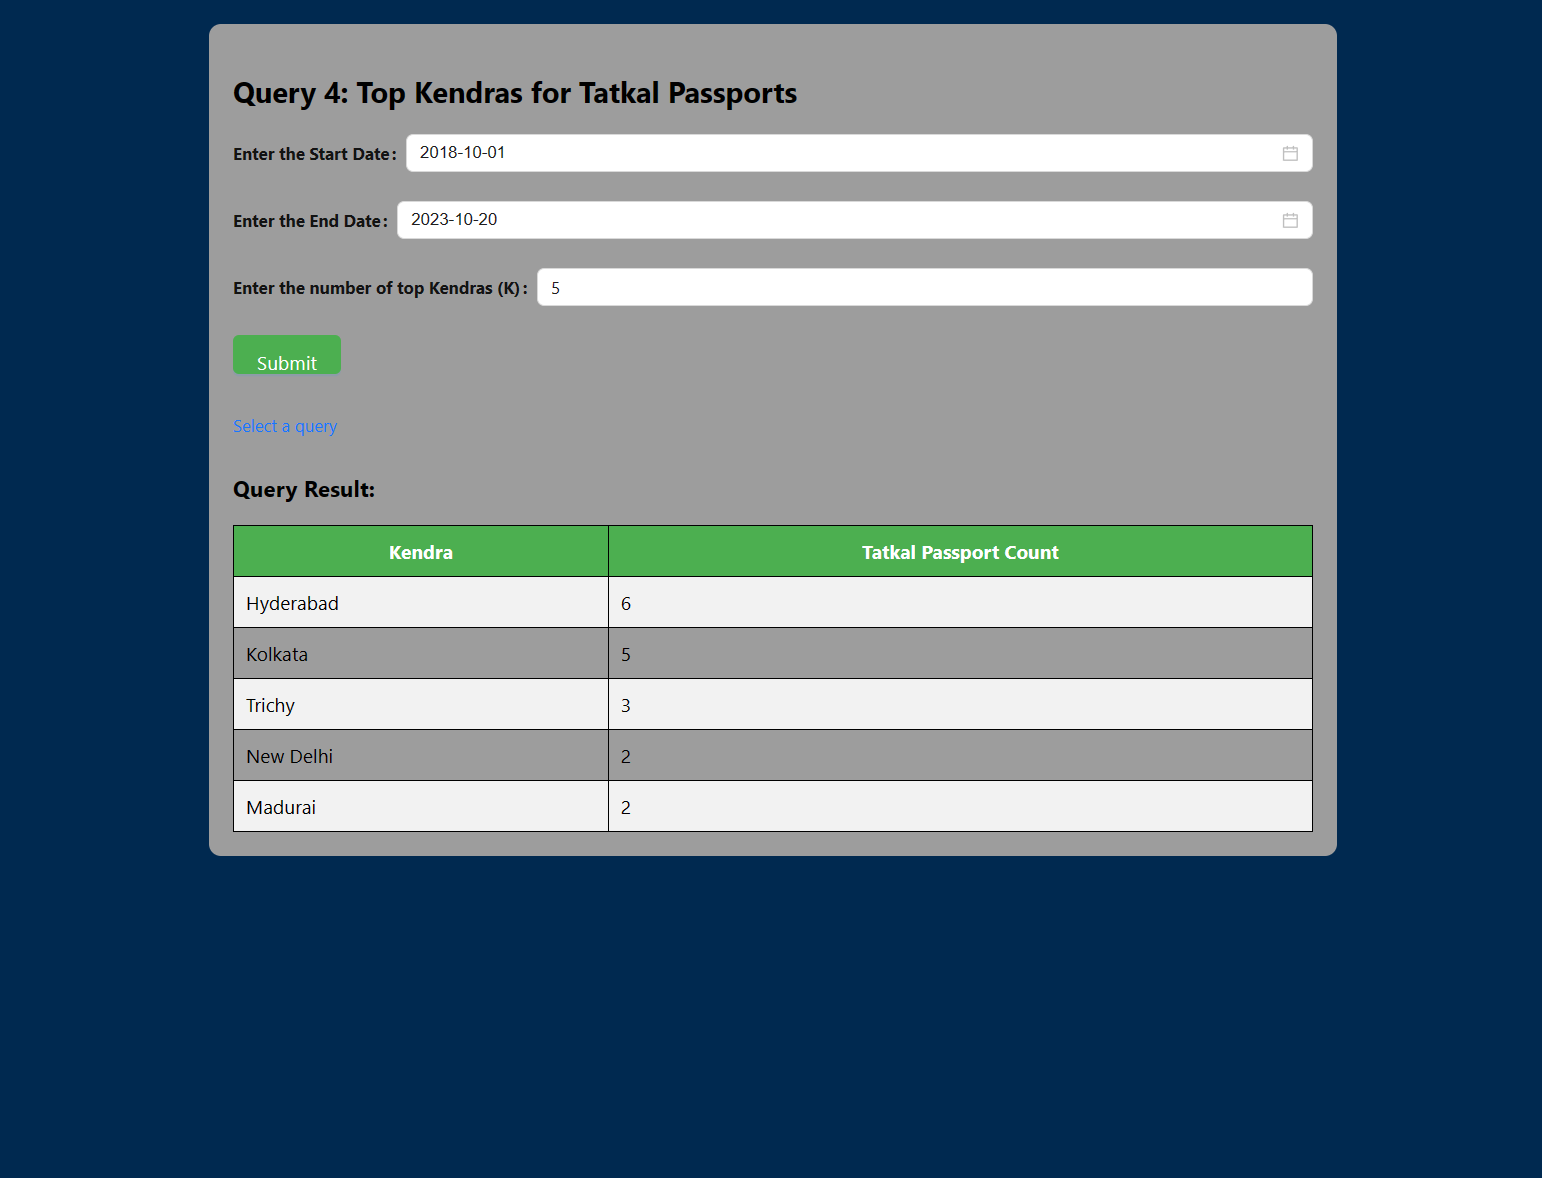 Query 4: Top Kendras for Tatkal Passports
Enter the Start Date: 2018-10-01
Enter the End Date: 2023-10-20
Enter the number of top Kendras (K): 5
Submit
Select a query
Query Result:
Kendra Tatkal Passport Count
Hyderabad 6
Kolkata 5
Trichy 3
New Delhi 2
Madurai 2